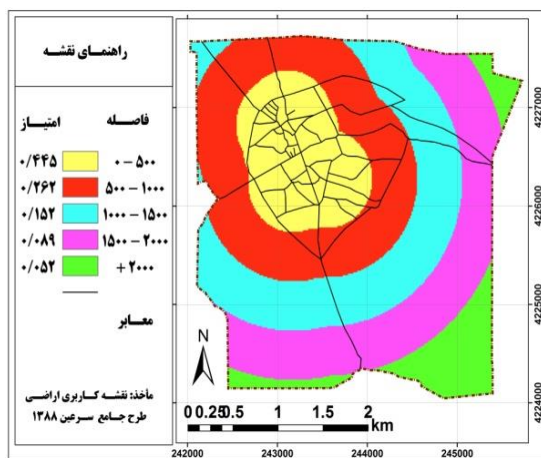 راهنمای نقشه
فاصله امتیاز
۰ – ۵۰۰ ۰/۴۴۵
۵۰۰ – ۱۰۰۰ ۰/۲۶۲
۱۰۰۰ – ۱۵۰۰ ۰/۱۵۲
۱۵۰۰ – ۲۰۰۰ ۰/۰۸۹
+ ۲۰۰۰ ۰/۰۵۲
معابر
مأخذ: نقشه کاربری اراضی
طرح جامع سرعین ۱۳۸۸
N
0 0.25 0.5 1 1.5 2
km
242000 243000 244000 245000
4227000
4226000
4225000
4224000